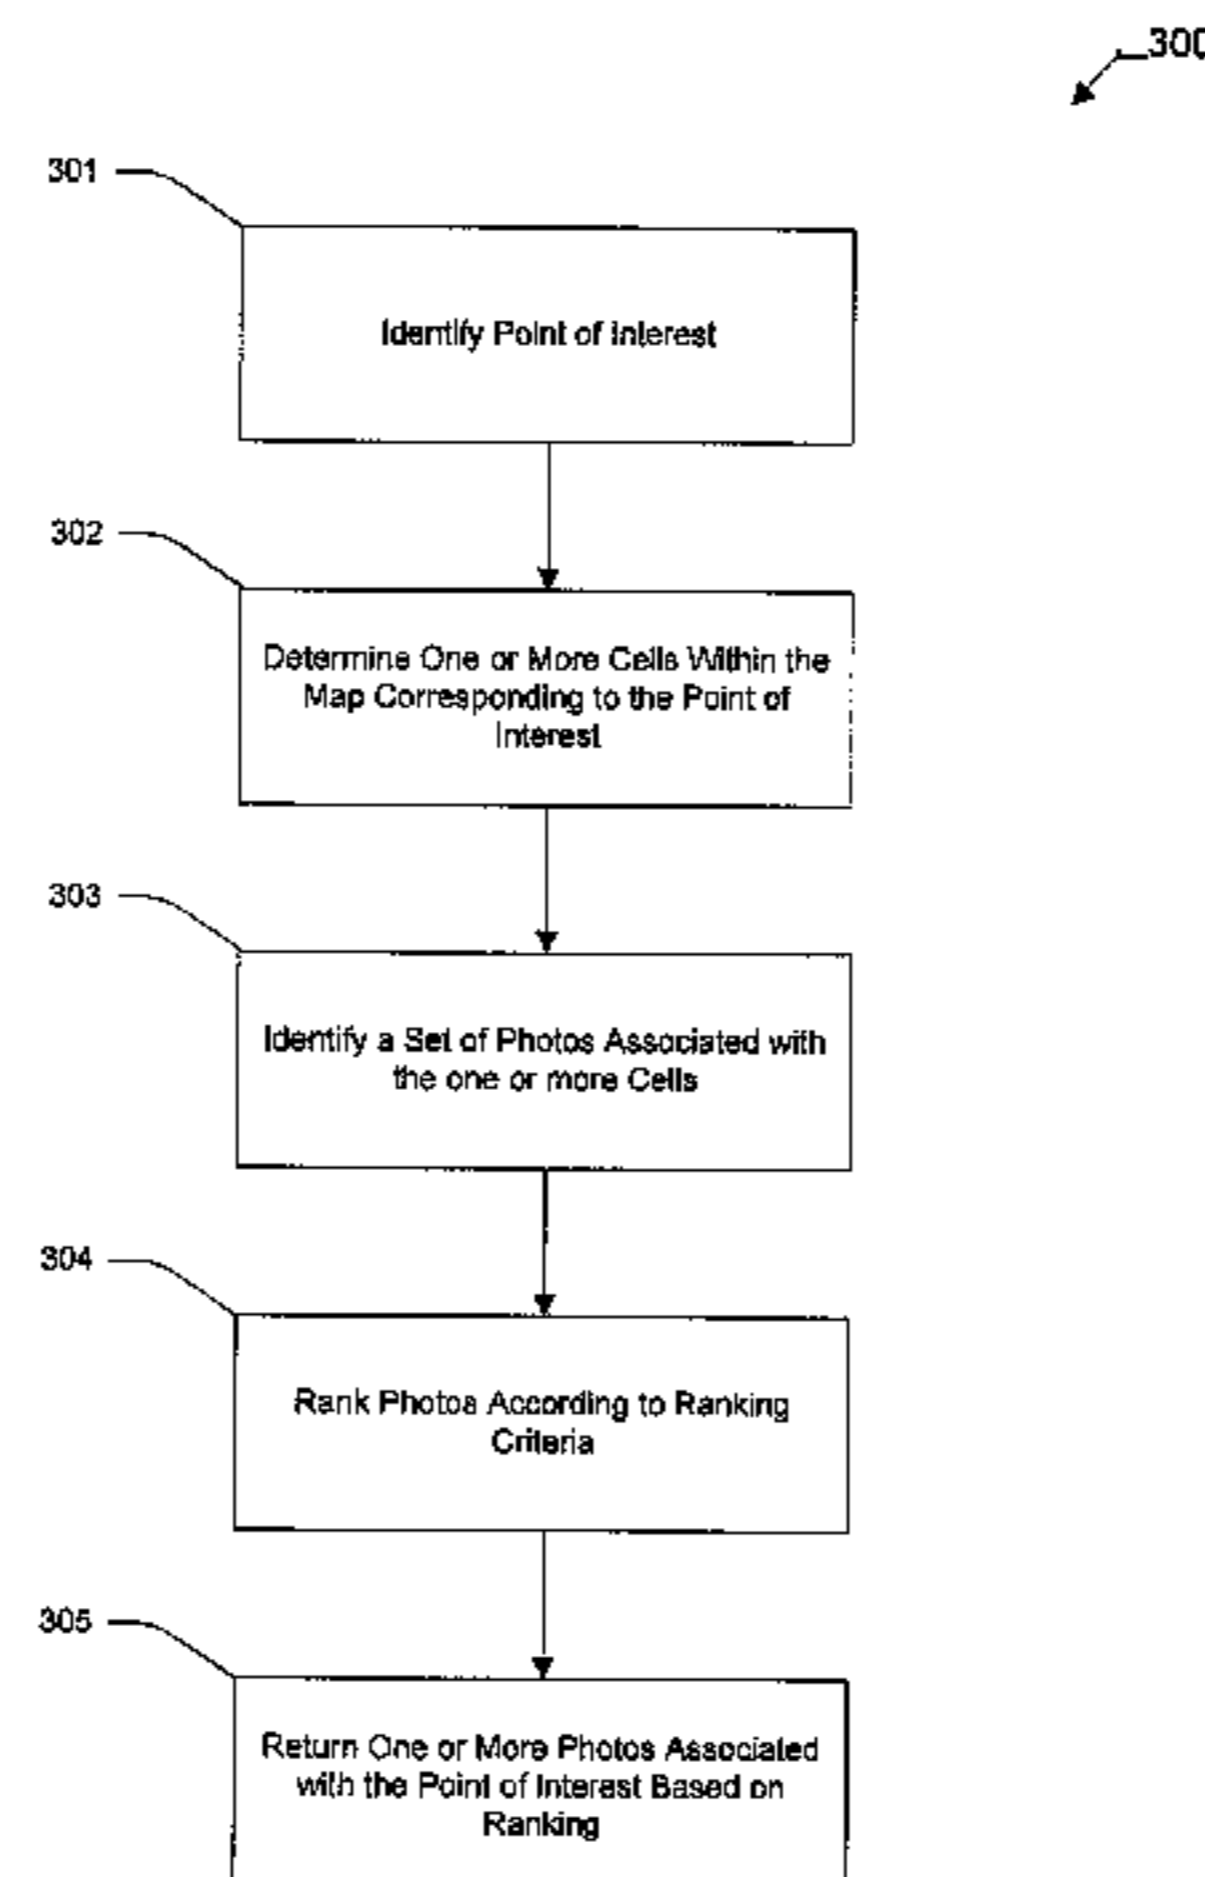 300
301
Identify Point of Interest
302
Determine One or More Cells Within the
Map Corresponding to the Point of
Interest
303
Identify a Set of Photos Associated with
the one or more Cells
304
Rank Photos According to Ranking
Criteria
305
Return One or More Photos Associated
with the Point of Interest Based on
Ranking